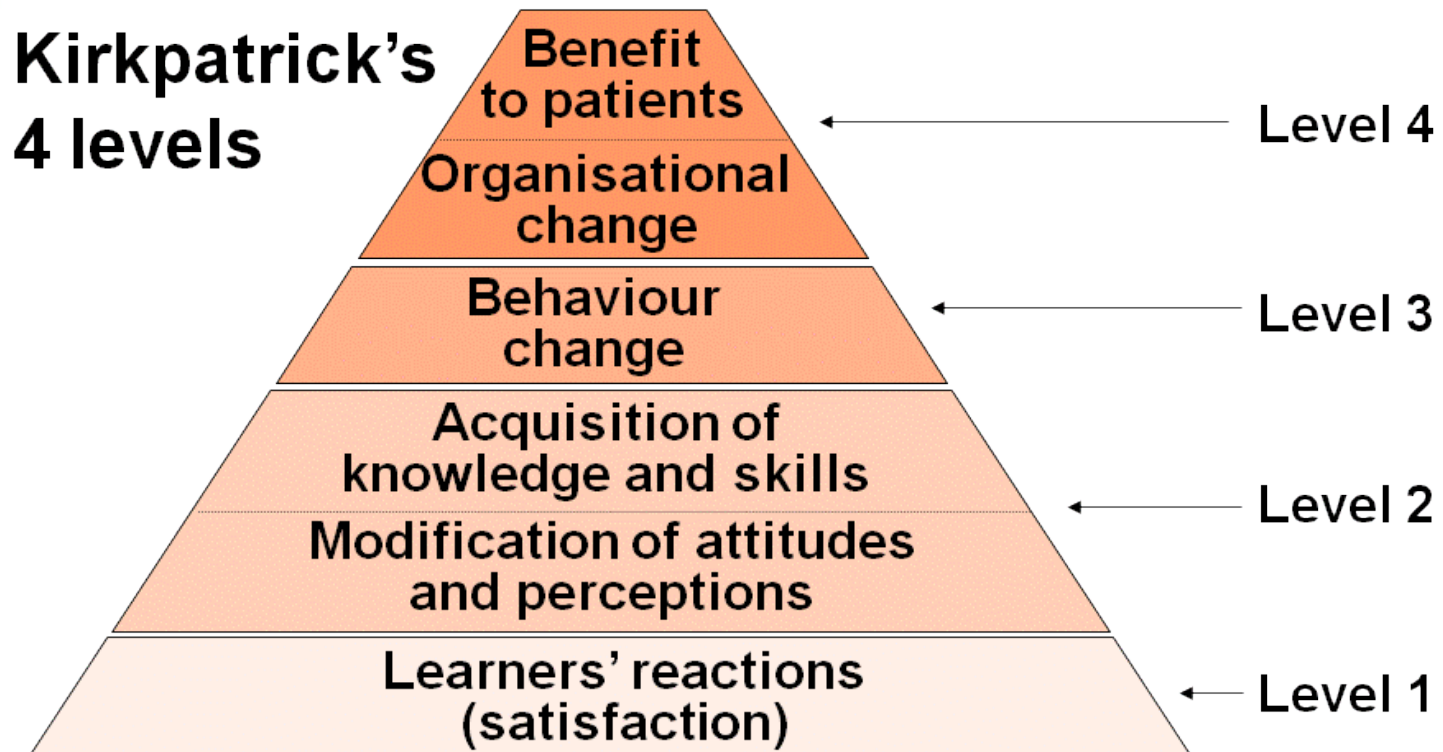 Kirkpatrick’s
4 levels
Benefit
to patients
Organisational
change
Level 4
Behaviour
change
Level 3
Acquisition of
knowledge and skills
Modification of attitudes
and perceptions
Level 2
Learners’ reactions
(satisfaction)
Level 1